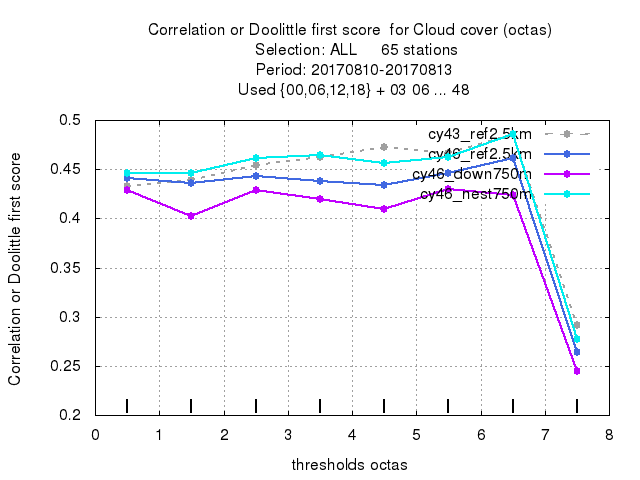 Correlation or Doolittle first score  for Cloud cover (octas)
Selection: ALL     65 stations
Period: 20170810-20170813
Used {00,06,12,18} + 03 06 ... 48
Correlation or Doolittle first score
0.5
0.45
0.4
0.35
0.3
0.25
0.2
cy43_ref2.5km
cy46_ref2.5km
cy46_down750m
cy46_nest750m
0 1 2 3 4 5 6 7 8
thresholds octas